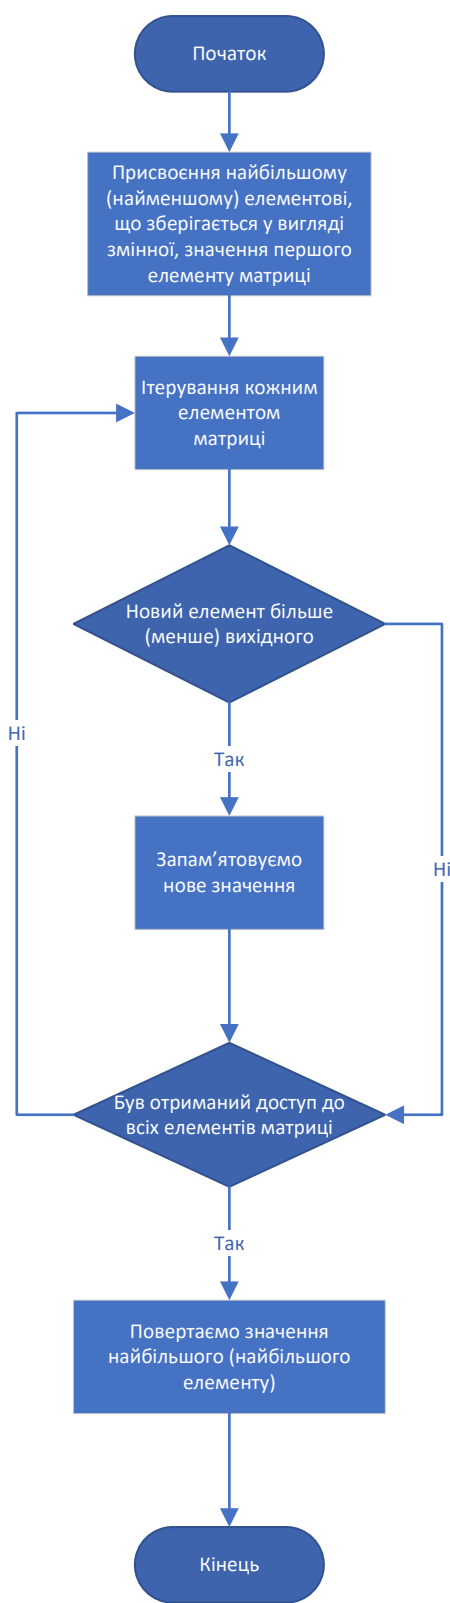 Початок
Присвоєння найбільшому
(найменшому) елементові,
що зберігається у вигляді
змінної, значення першого
елементу матриці
Ітерування кожним
елементом
матриці
Новий елемент більше
(менше) вихідного
Ні
Так
Запам’ятовуємо
нове значення
Ні
Був отриманий доступ до
всіх елементів матриці
Так
Повертаємо значення
найбільшого (найбільшого
елементу)
Кінець